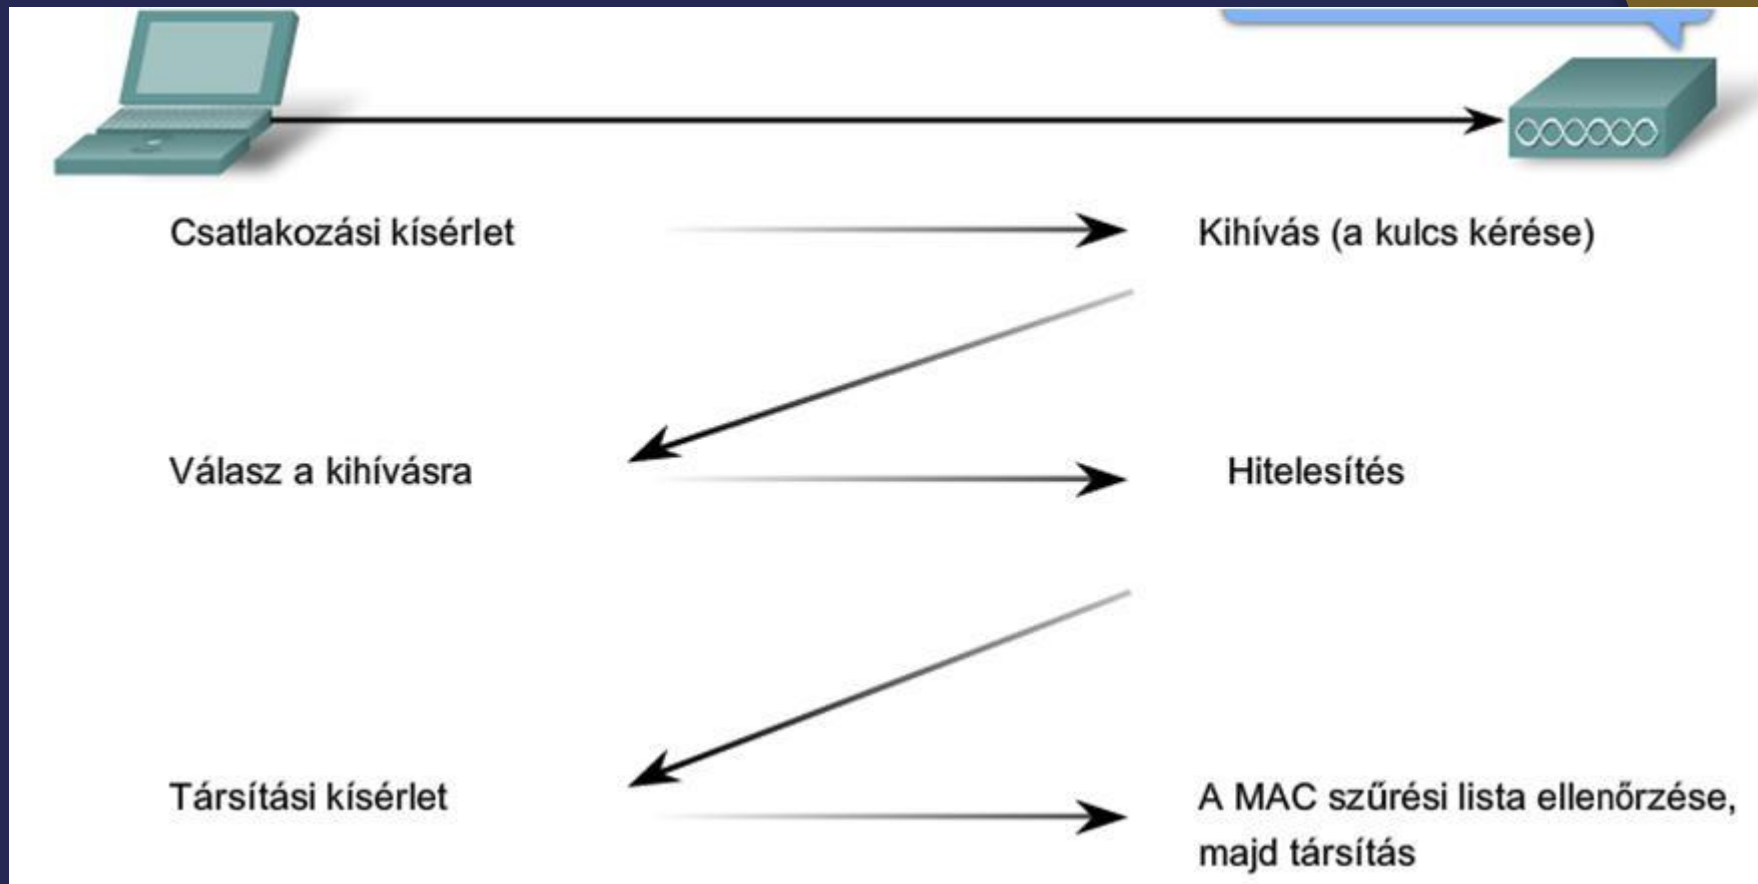 Csatlakozási kísérlet
Kihívás (a kulcs kérése)
Válasz a kihívásra
Hitelesítés
Társítási kísérlet
A MAC szűrési lista ellenőrzése,
majd társítás